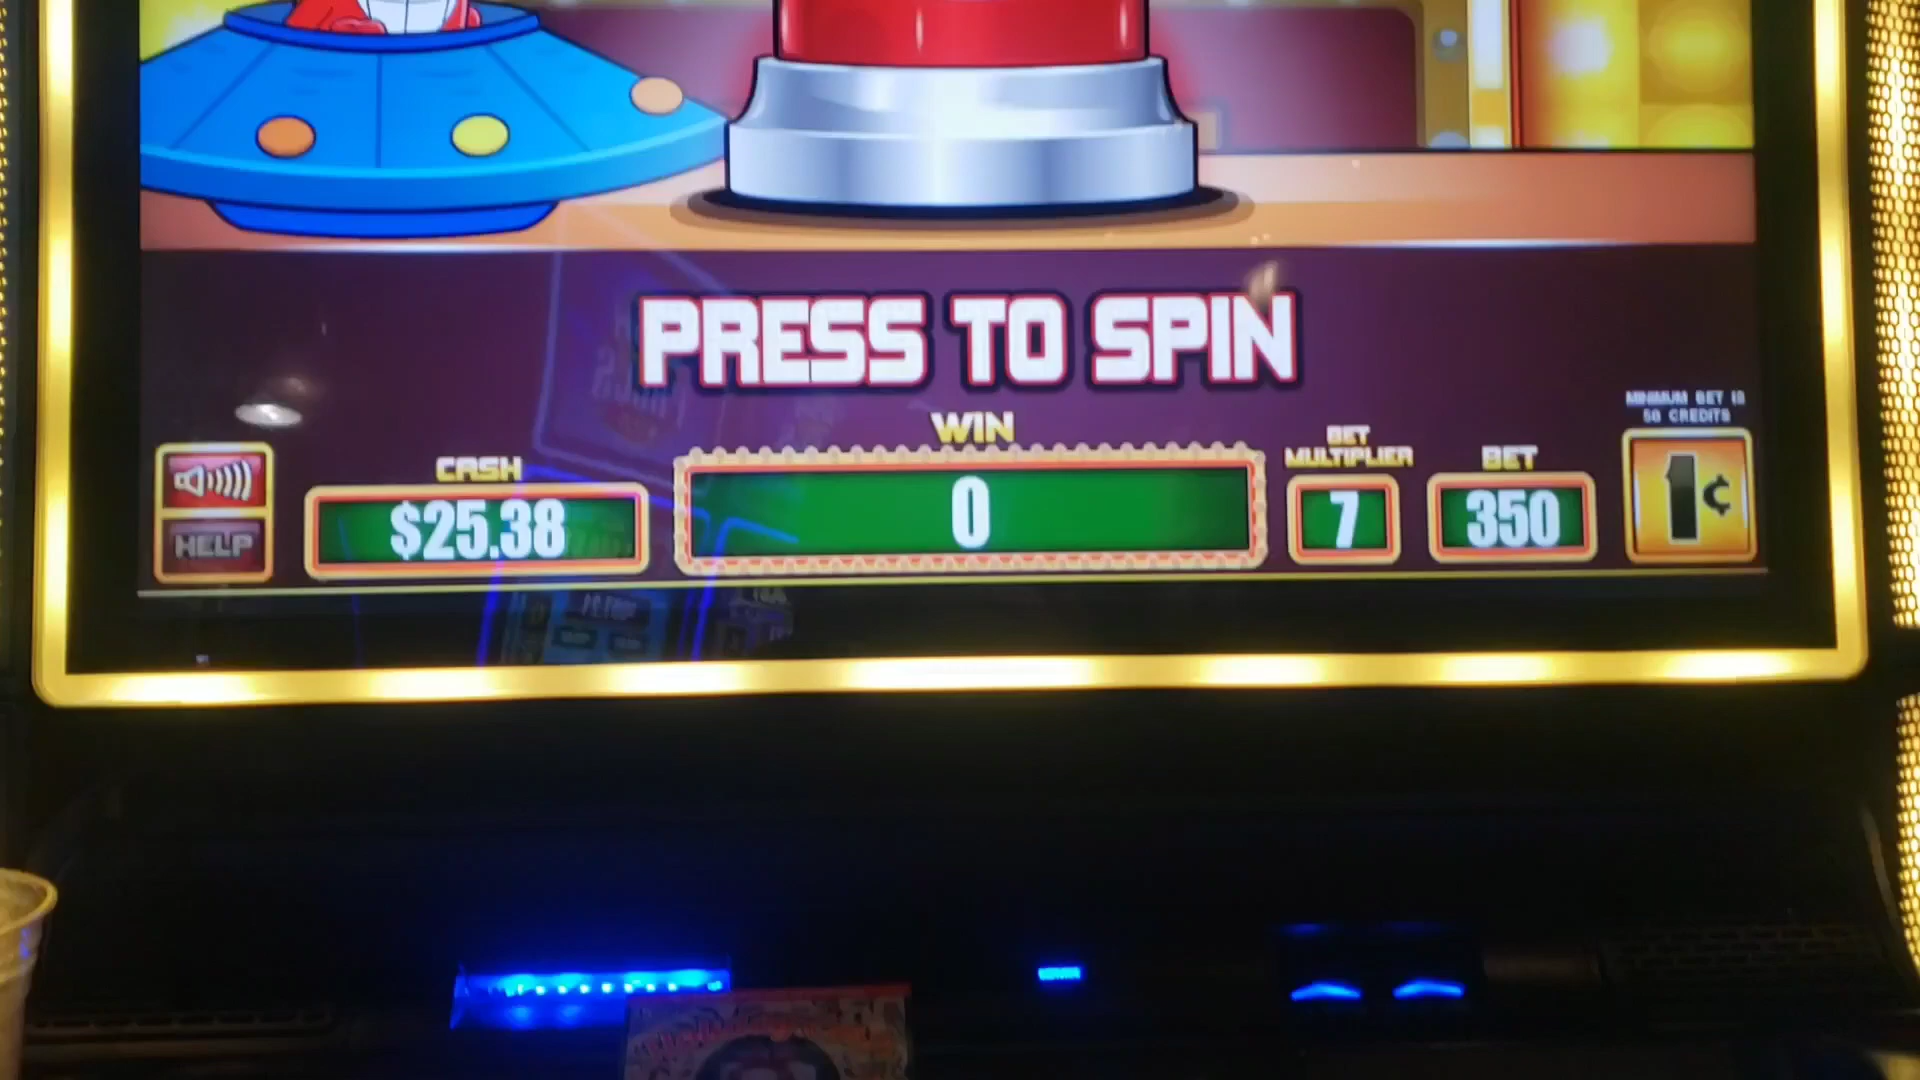 PRESS TO SPIN
MINIMUM BET IS
50 CREDITS
WIN
BET
MULTIPLIER
BET
CASH
HELP
$25.38
0
7
350
1¢